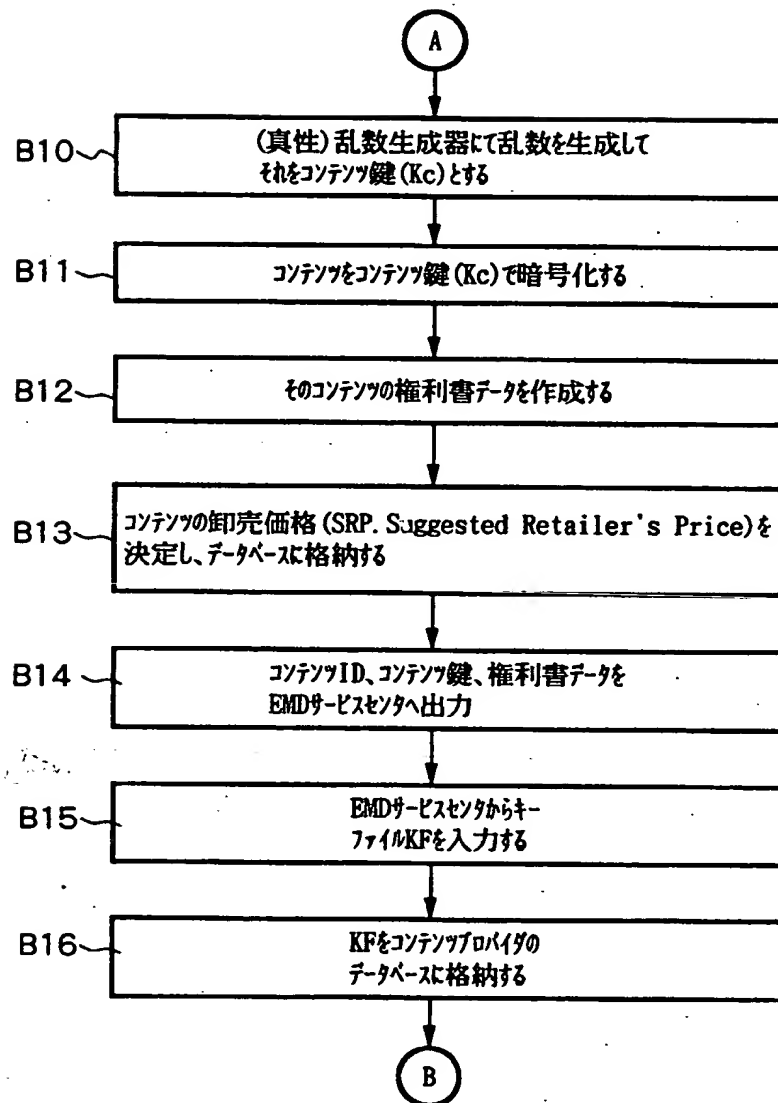 A
B10
(真性)乱数生成器にて乱数を生成して
それをコンテンツ鍵(Kc)とする
B11
コンテンツをコンテンツ鍵(Kc)で暗号化する
B12
そのコンテンツの権利書データを作成する
B13
コンテンツの卸売価格(SRP.Suggested Retailer's Price)を
決定し、データベースに格納する
B14
コンテンツID、コンテンツ鍵、権利書データを
EMDサービスセンタへ出力
B15
EMDサービスセンタからキー
ファイルKFを入力する
B16
KFをコンテンツプロバイダの
データベースに格納する
B